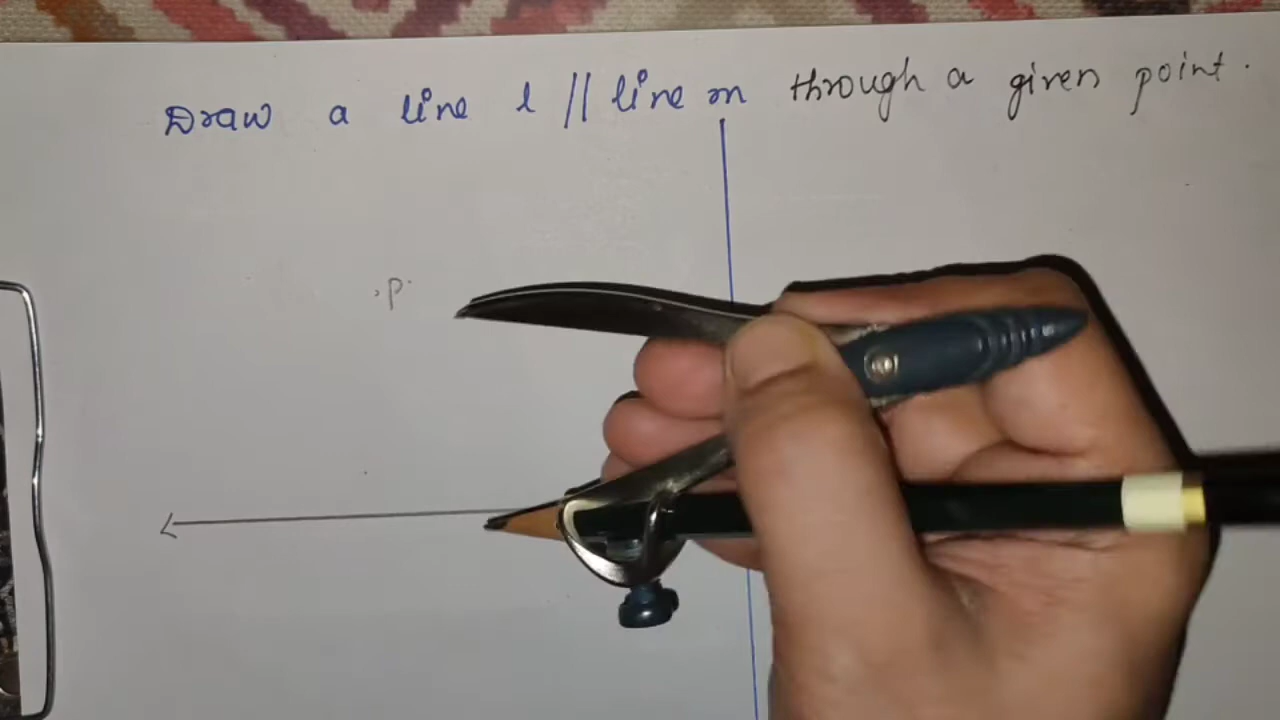 Draw a line l || line m through a given point.
.p.